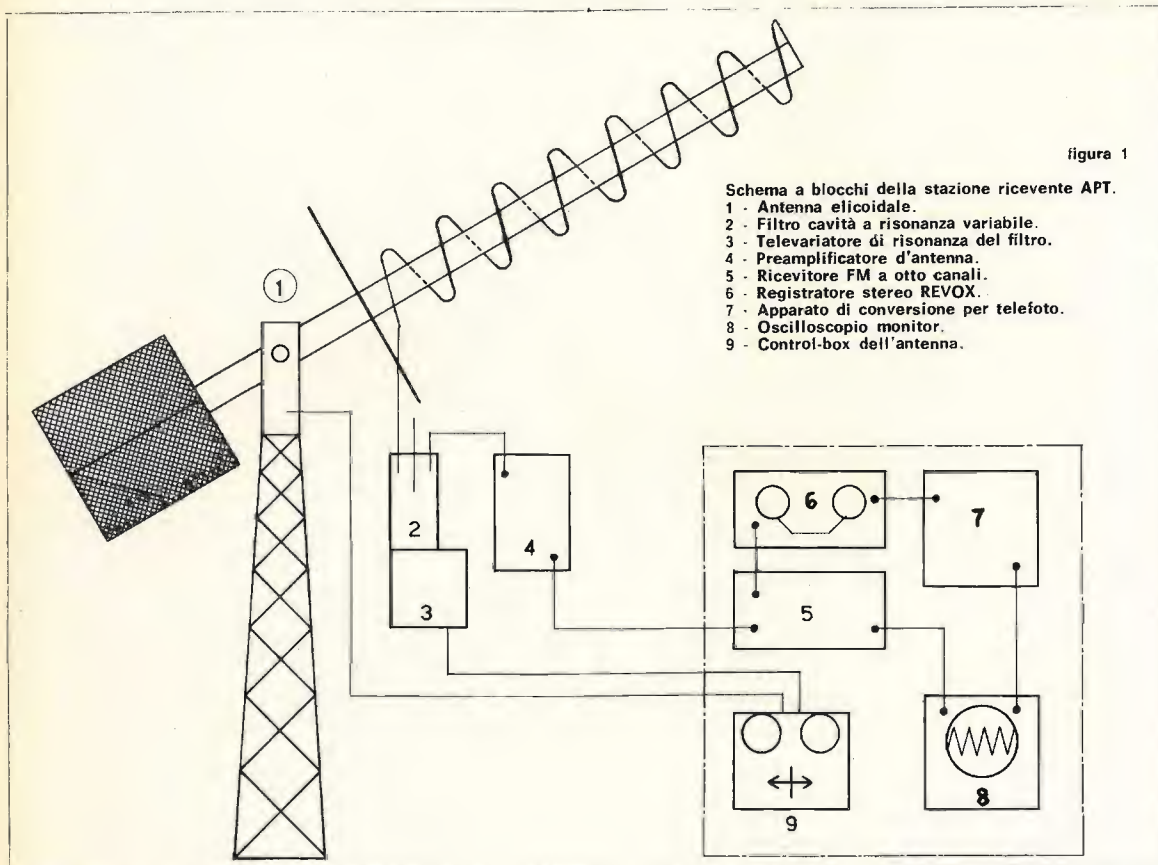 figura 1
Schema a blocchi della stazione ricevente APT.
1 - Antenna elicoidale.
2 - Filtro cavità a risonanza variabile.
3 - Televariatore di risonanza del filtro.
4 - Preamplificatore d'antenna.
5 - Ricevitore FM a otto canali.
6 - Registratore stereo REVOX.
7 - Apparato di conversione per telefoto.
8 - Oscilloscopio monitor.
9 - Control-box dell'antenna.
1
2
3
4
6
7
5
9
8